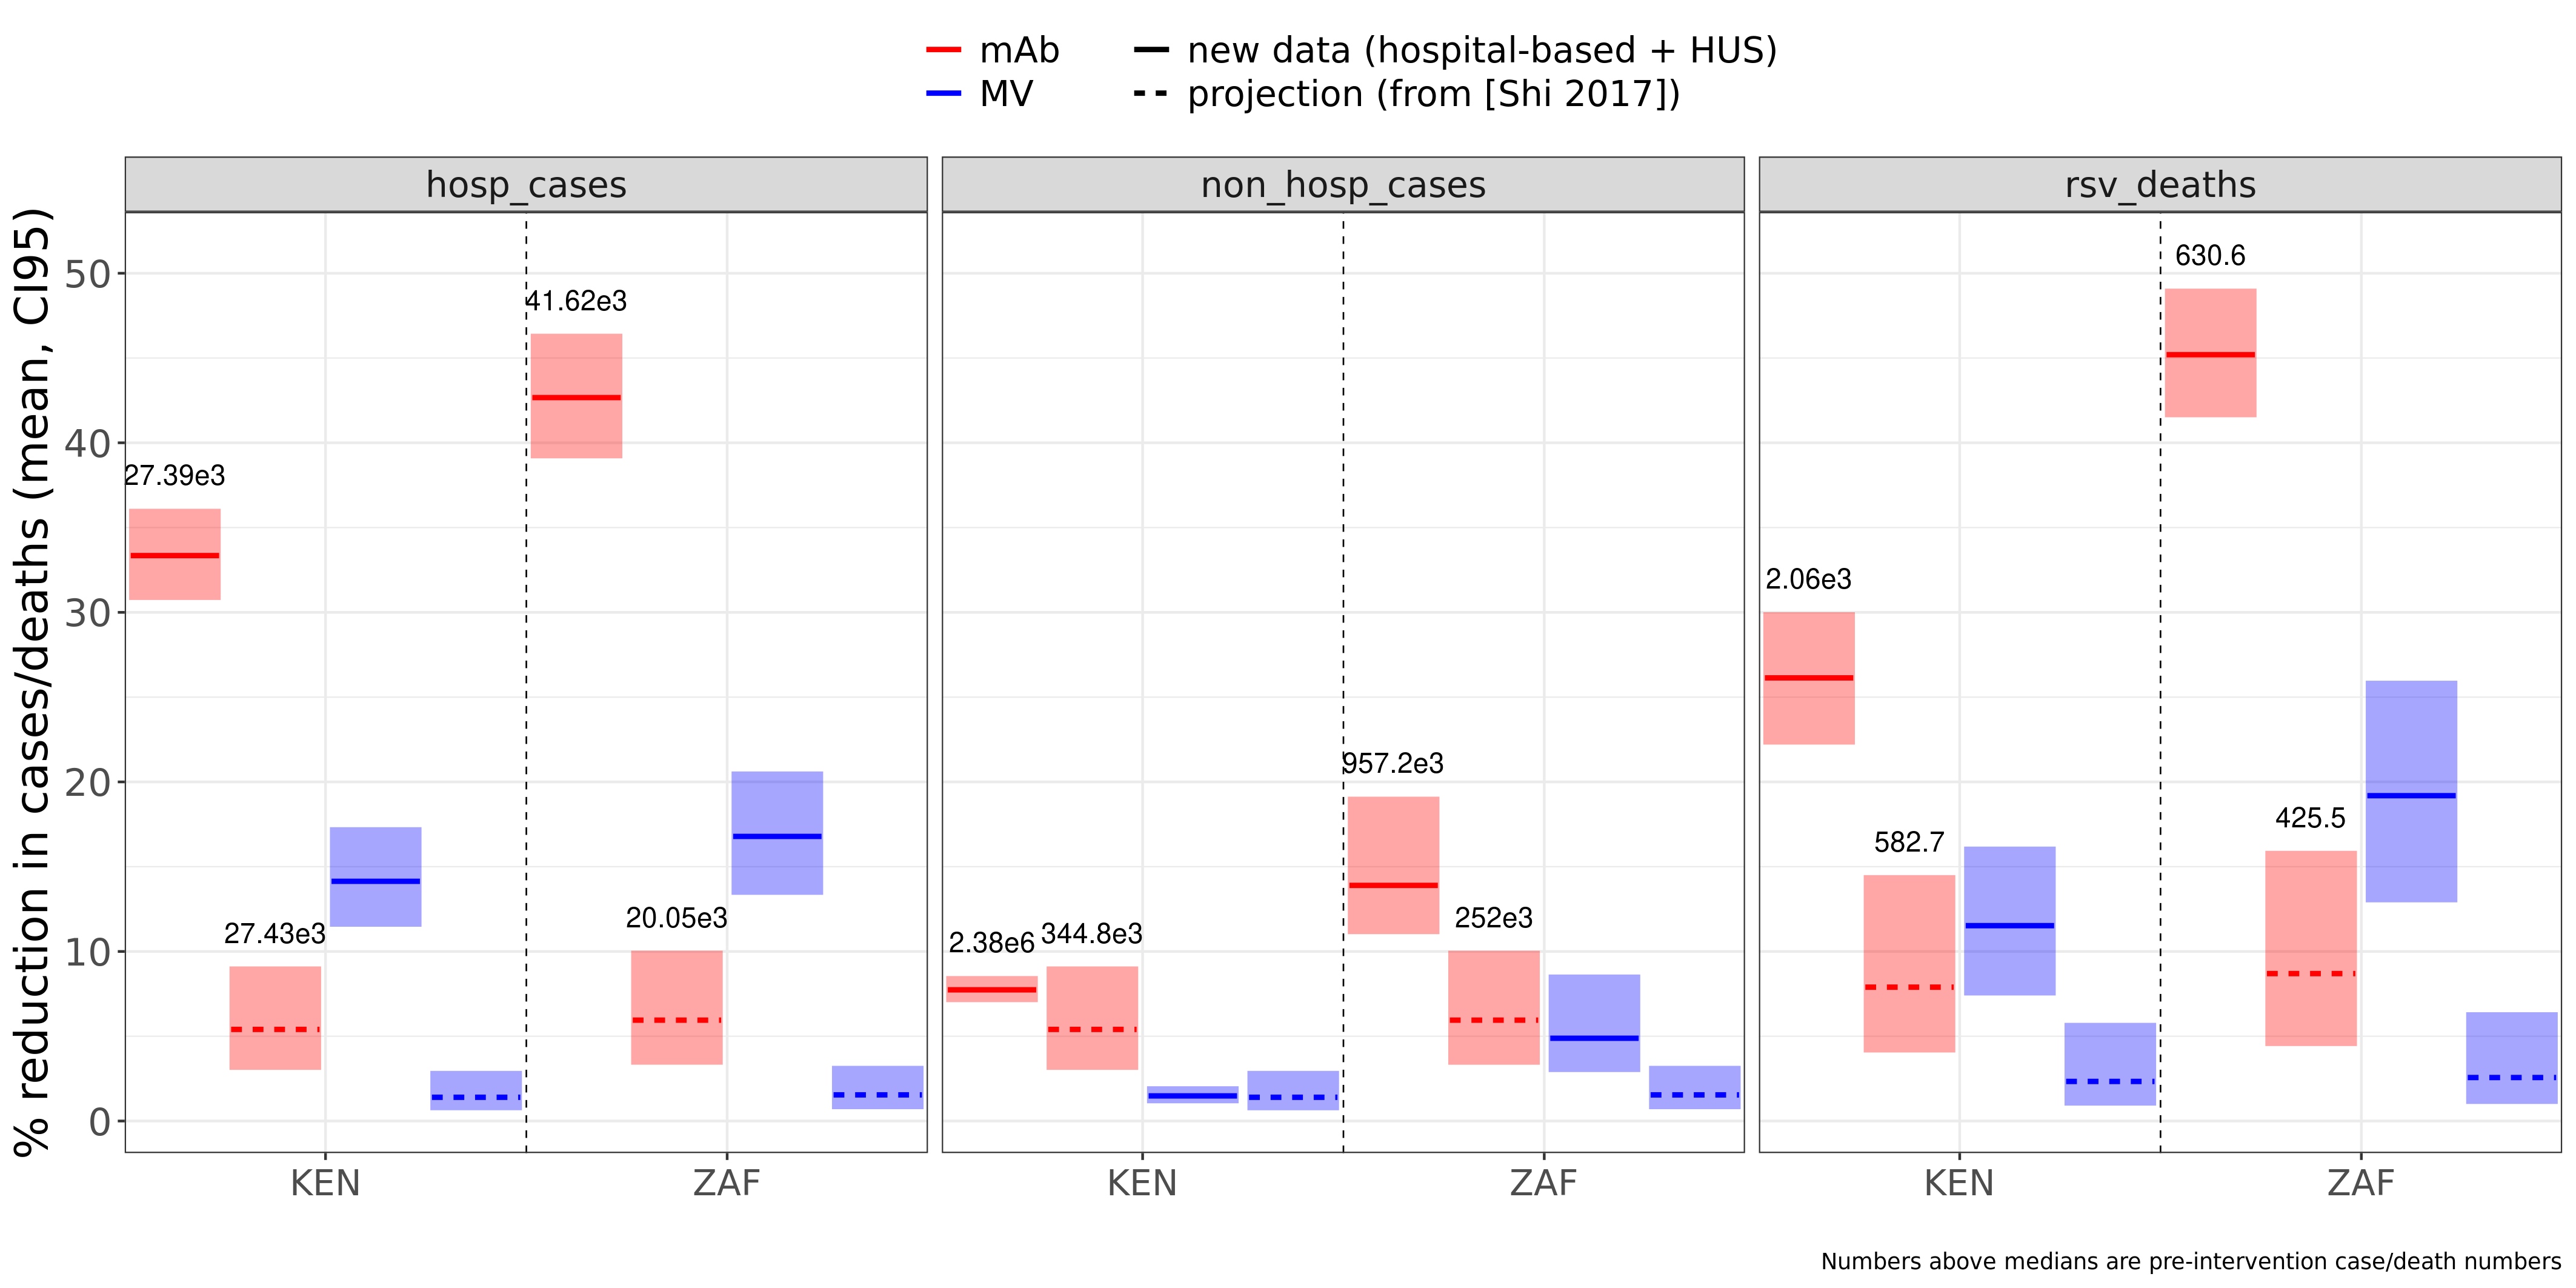 mAb
MV
new data (hospital-based + HUS)
projection (from [Shi 2017])
% reduction in cases/deaths (mean, CI95)
hosp_cases
non_hosp_cases
rsv_deaths
50
40
30
20
10
0
27.39e3
27.43e3
41.62e3
20.05e3
2.38e6
344.8e3
957.2e3
252e3
2.06e3
582.7
630.6
425.5
KEN
ZAF
KEN
ZAF
KEN
ZAF
Numbers above medians are pre-intervention case/death numbers